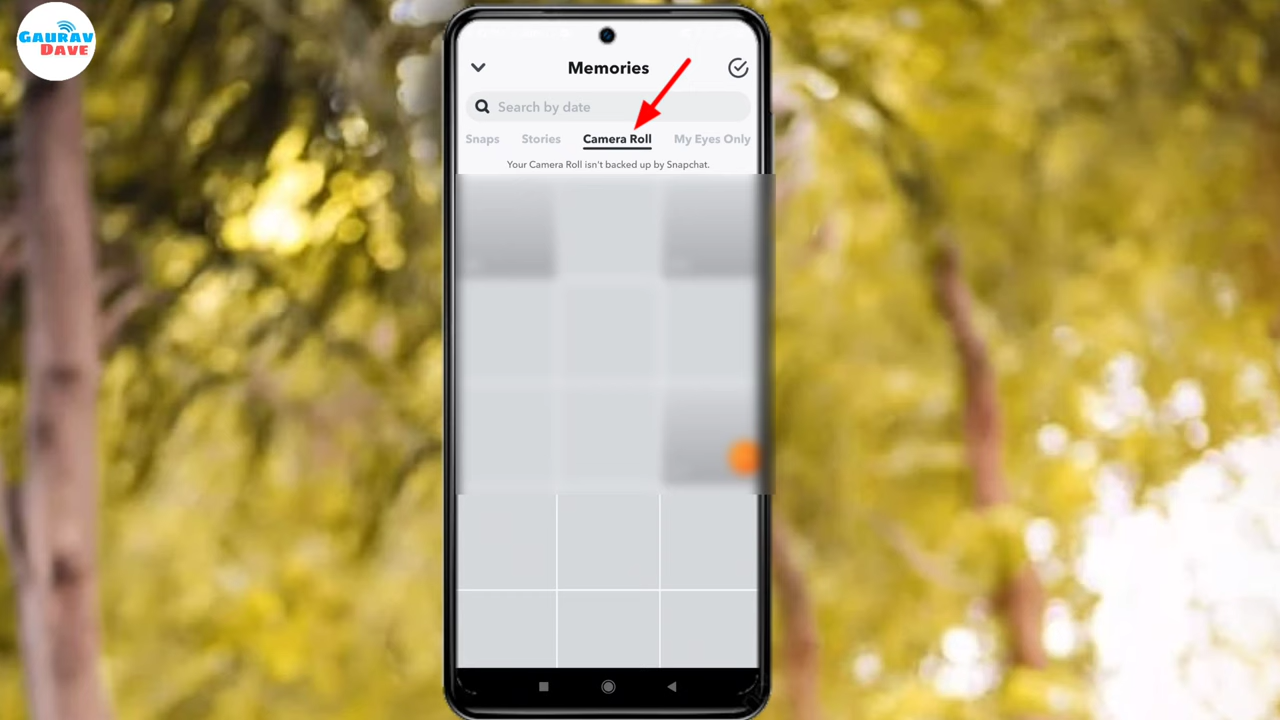 GAURAV
DAVE
Memories
Search by date
Snaps Stories Camera Roll My Eyes Only
Your Camera Roll isn't backed up by Snapchat.